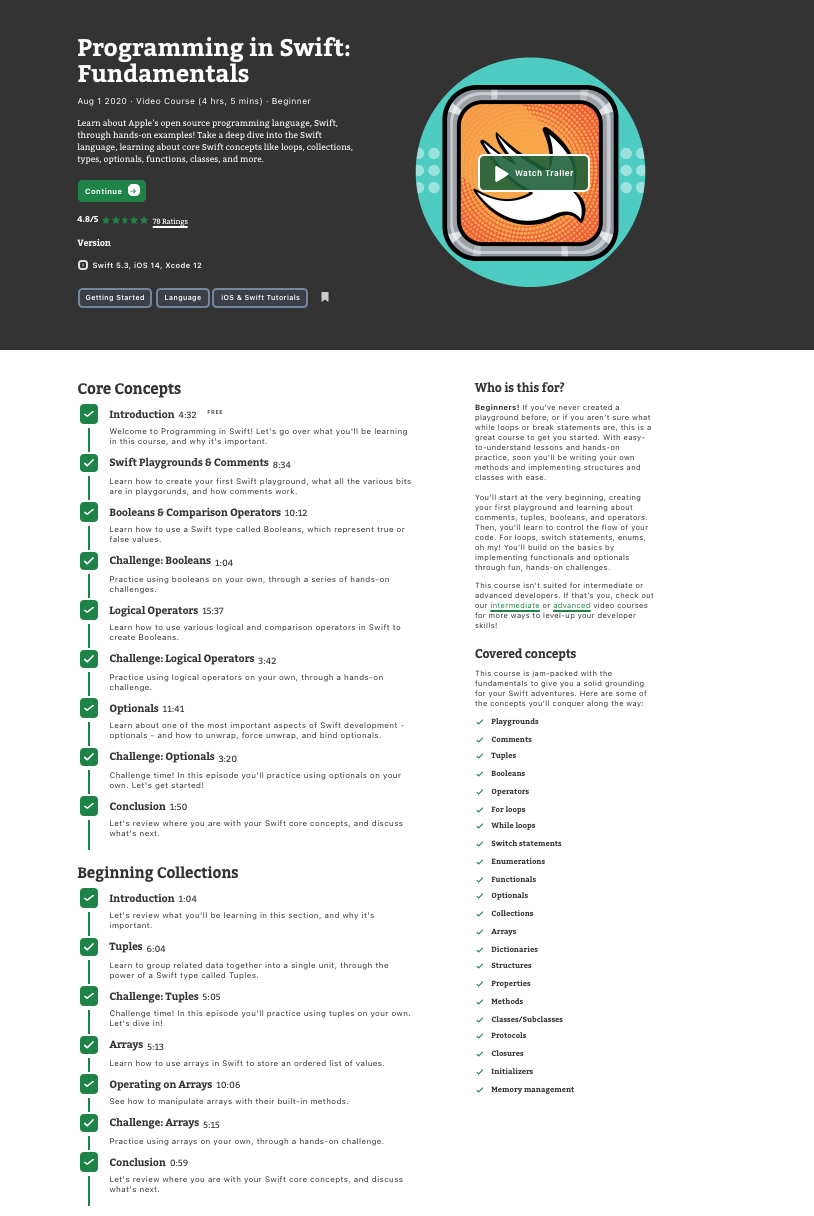 Programming in Swift:
Fundamentals
Aug 1 2020 · Video Course (4 hrs, 5 mins) · Beginner
Learn about Apple's open source programming language, Swift,
through hands-on examples! Take a deep dive into the Swift
language, learning about core Swift concepts like loops, collections,
types, optionals, functions, classes, and more.
Continue
4.8/5 78 Ratings
Version
Swift 5.3, iOS 14, Xcode 12
Getting Started Language iOS & Swift Tutorials
Watch Trailer
Core Concepts
Introduction 4:32 FREE
Welcome to Programming in Swift! Let's go over what you'll be learning
in this course, and why it's important.
Swift Playgrounds & Comments 8:34
Learn how to create your first Swift playground, what all the various bits
are in playgorunds, and how comments work.
Booleans & Comparison Operators 10:12
Learn how to use a Swift type called Booleans, which represent true or
false values.
Challenge: Booleans 1:04
Practice using booleans on your own, through a series of hands-on
challenges.
Logical Operators 15:37
Learn how to use various logical and comparison operators in Swift to
create Booleans.
Challenge: Logical Operators 3:42
Practice using logical operators on your own, through a hands-on
challenge.
Optionals 11:41
Learn about one of the most important aspects of Swift development -
optionals - and how to unwrap, force unwrap, and bind optionals.
Challenge: Optionals 3:20
Challenge time! In this episode you'll practice using optionals on your
own. Let's get started!
Conclusion 1:50
Let's review where you are with your Swift core concepts, and discuss
what's next.
Beginning Collections
Introduction 1:04
Let's review what you'll be learning in this section, and why it's
important.
Tuples 6:04
Learn to group related data together into a single unit, through the
power of a Swift type called Tuples.
Challenge: Tuples 5:05
Challenge time! In this episode you'll practice using tuples on your own.
Let's dive in!
Arrays 5:13
Learn how to use arrays in Swift to store an ordered list of values.
Operating on Arrays 10:06
See how to manipulate arrays with their built-in methods.
Challenge: Arrays 5:15
Practice using arrays on your own, through a hands-on challenge.
Conclusion 0:59
Let's review where you are with your Swift core concepts, and discuss
what's next.
Who is this for?
Beginners! If you've never created a
playground before, or if you aren't sure what
while loops or break statements are, this is a
great course to get you started. With easy-
to-understand lessons and hands-on
practice, soon you'll be writing your own
methods and implementing structures and
classes with ease.
You'll start at the very beginning, creating
your first playground and learning about
comments, tuples, booleans, and operators.
Then, you'll learn to control the flow of your
code. For loops, switch statements, enums,
oh my! You'll build on the basics by
implementing functionals and optionals
through fun, hands-on challenges.
This course isn't suited for intermediate or
advanced developers. If that's you, check out
our intermediate or advanced video courses
for more ways to level-up your developer
skills!
Covered concepts
This course is jam-packed with the
fundamentals to give you a solid grounding
for your Swift adventures. Here are some of
the concepts you'll conquer along the way:
Playgrounds
Comments
Tuples
Booleans
Operators
For loops
While loops
Switch statements
Enumerations
Functionals
Optionals
Collections
Arrays
Dictionaries
Structures
Properties
Methods
Classes/Subclasses
Protocols
Closures
Initializers
Memory management